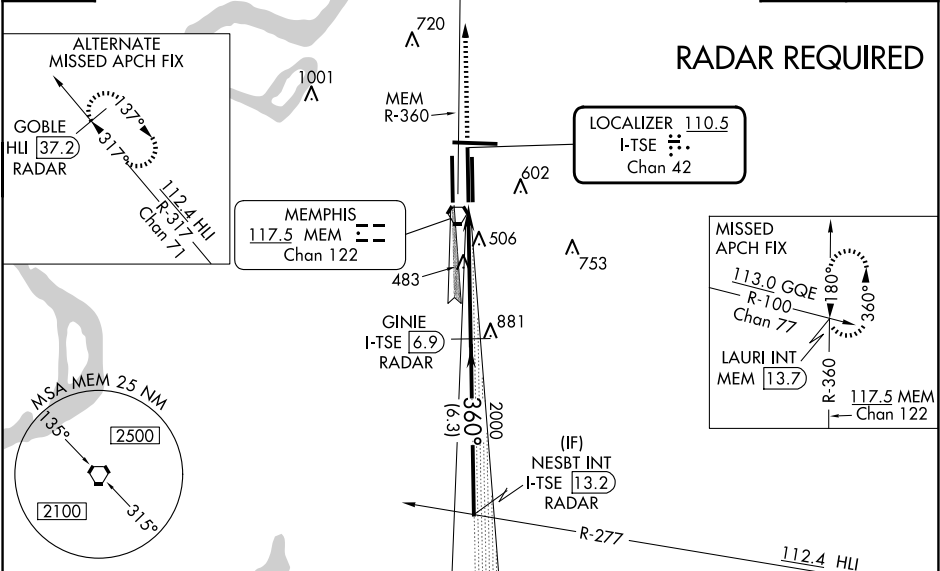 RADAR REQUIRED
ALTERNATE
MISSED APCH FIX
GOBLE
HLI 37.2
RADAR
137°
317°
112.4 HLI
R-317
Chan 71
720
1001
MEM
R-360
LOCALIZER 110.5
I-TSE
Chan 42
602
MEMPHIS
117.5 MEM
Chan 122
506
753
483
GINIE
I-TSE 6.9
RADAR
881
360°
(6.3)
2000
(IF)
NESBT INT
I-TSE 13.2
RADAR
R-277
112.4 HLI
MISSED
APCH FIX
113.0 GQE
R-100
Chan 77
180°
360°
LAURI INT
MEM 13.7
R-360
117.5 MEM
Chan 122
MSA MEM 25 NM
135°
2500
2100
315°